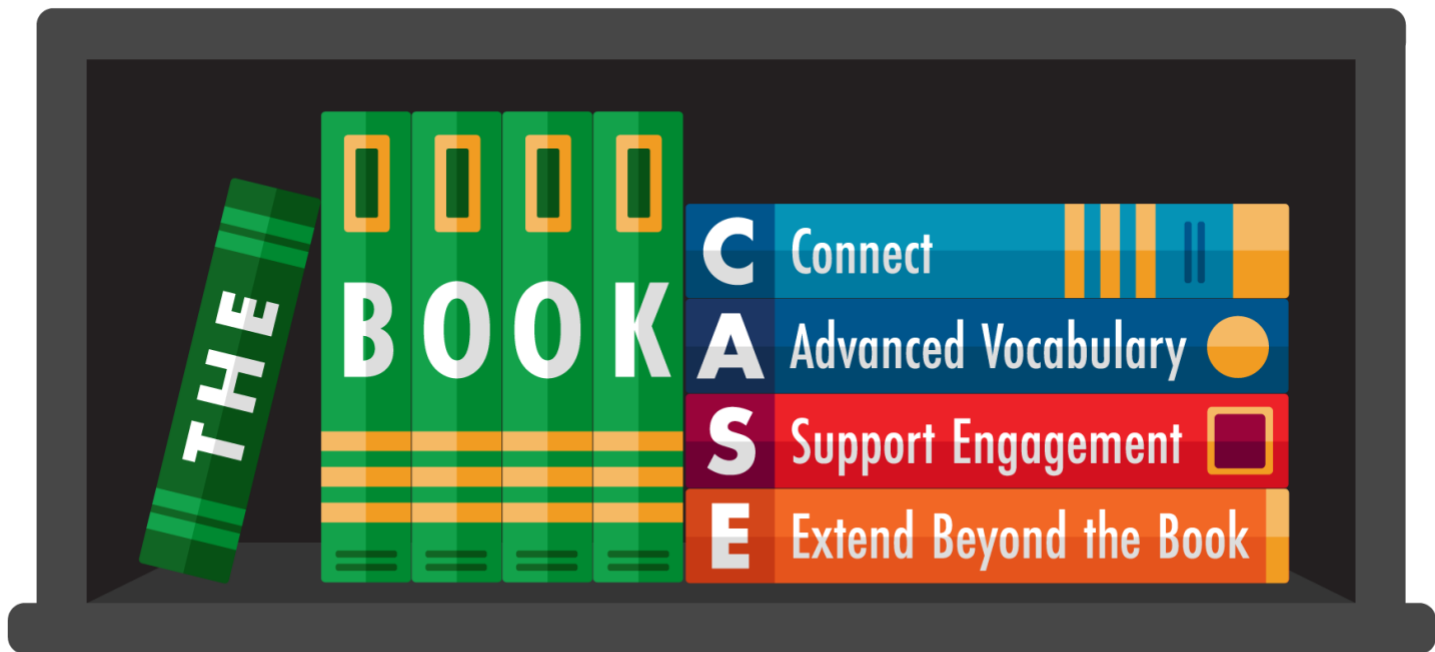 THE
BOOK
C Connect
A Advanced Vocabulary
S Support Engagement
E Extend Beyond the Book